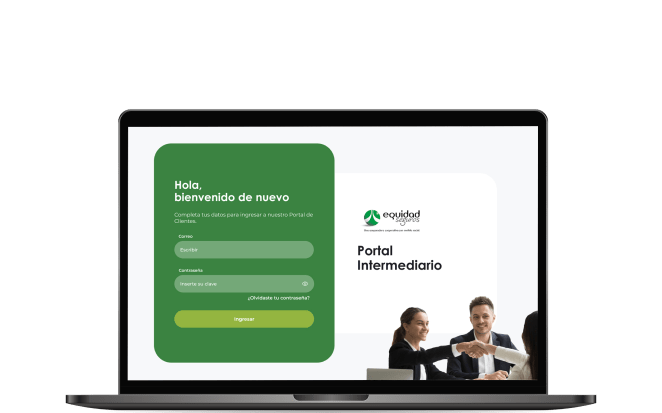 Hola,
bienvenido de nuevo
Completa tus datos para ingresar a nuestro Portal de
Clientes.
Correo
Escribir
Contraseña
Inserte su clave
¿Olvidaste tu contraseña?
Ingresar
equidad
seguros
Portal
Intermediario